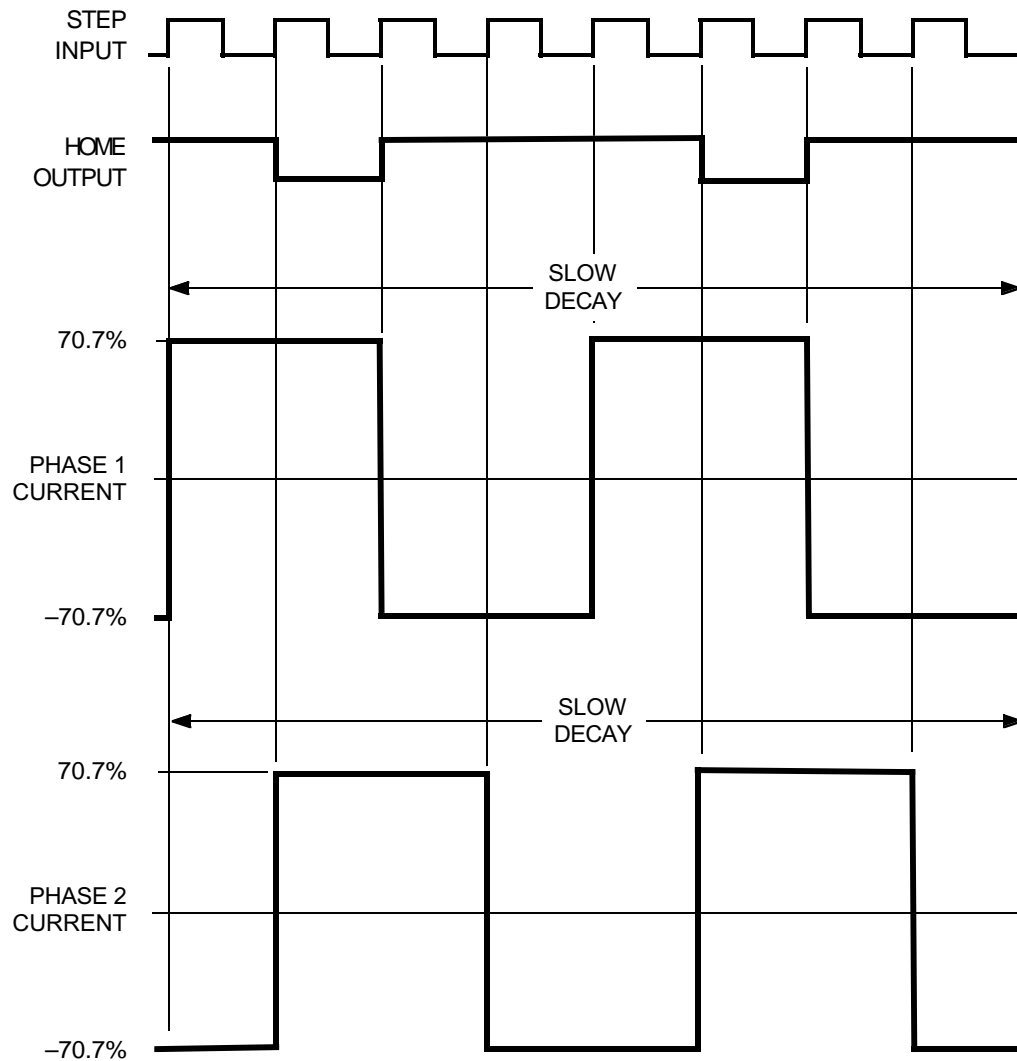 STEP
INPUT
HOME
OUTPUT
SLOW
DECAY
70.7%
PHASE 1
CURRENT
–70.7%
SLOW
DECAY
70.7%
PHASE 2
CURRENT
–70.7%